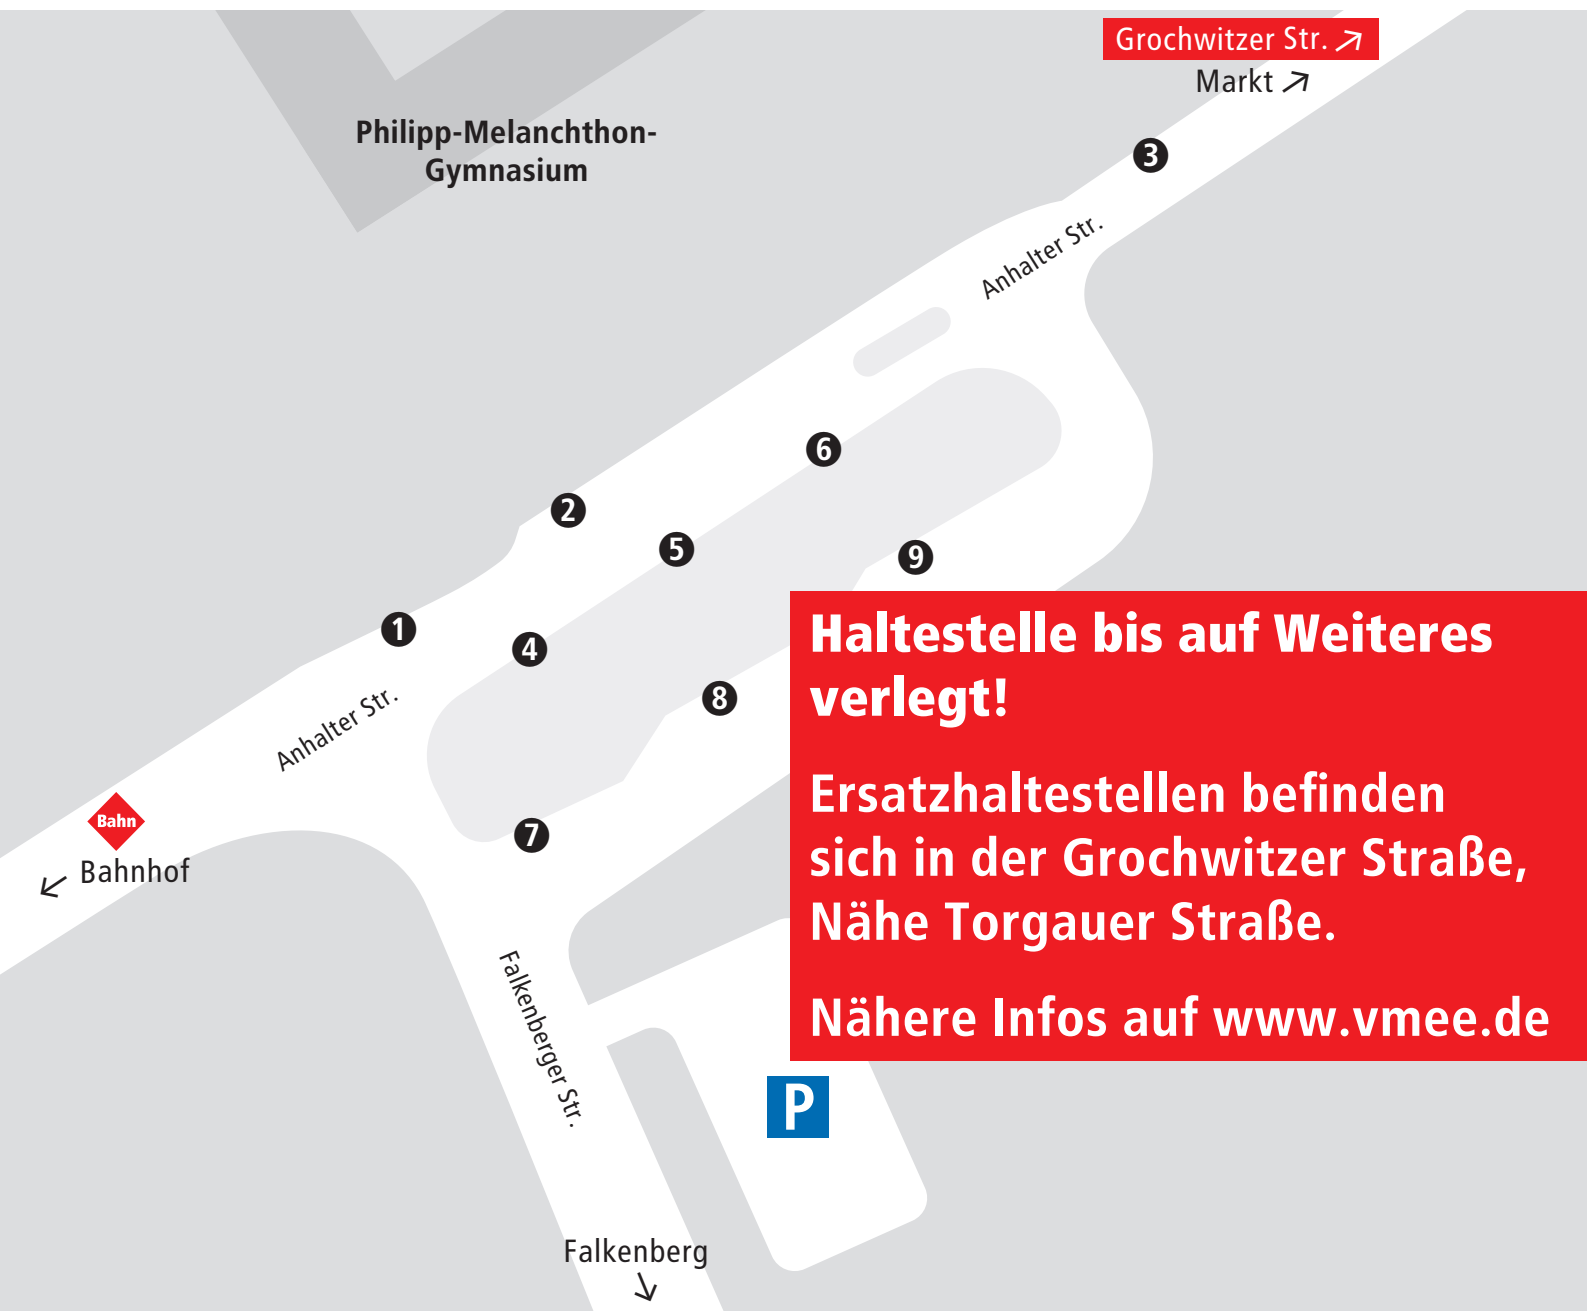 Grochwitzer Str.
Markt
Philipp-Melanchthon-
Gymnasium
3
Anhalter Str.
6
2
5
9
1
4
8
Anhalter Str.
7
Bahn
Bahnhof
Haltestelle bis auf Weiteres
verlegt!
Ersatzhaltestellen befinden
sich in der Grochwitzer Straße,
Nähe Torgauer Straße.
Nähere Infos auf www.vmee.de
Falkenberger Str.
P
Falkenberg